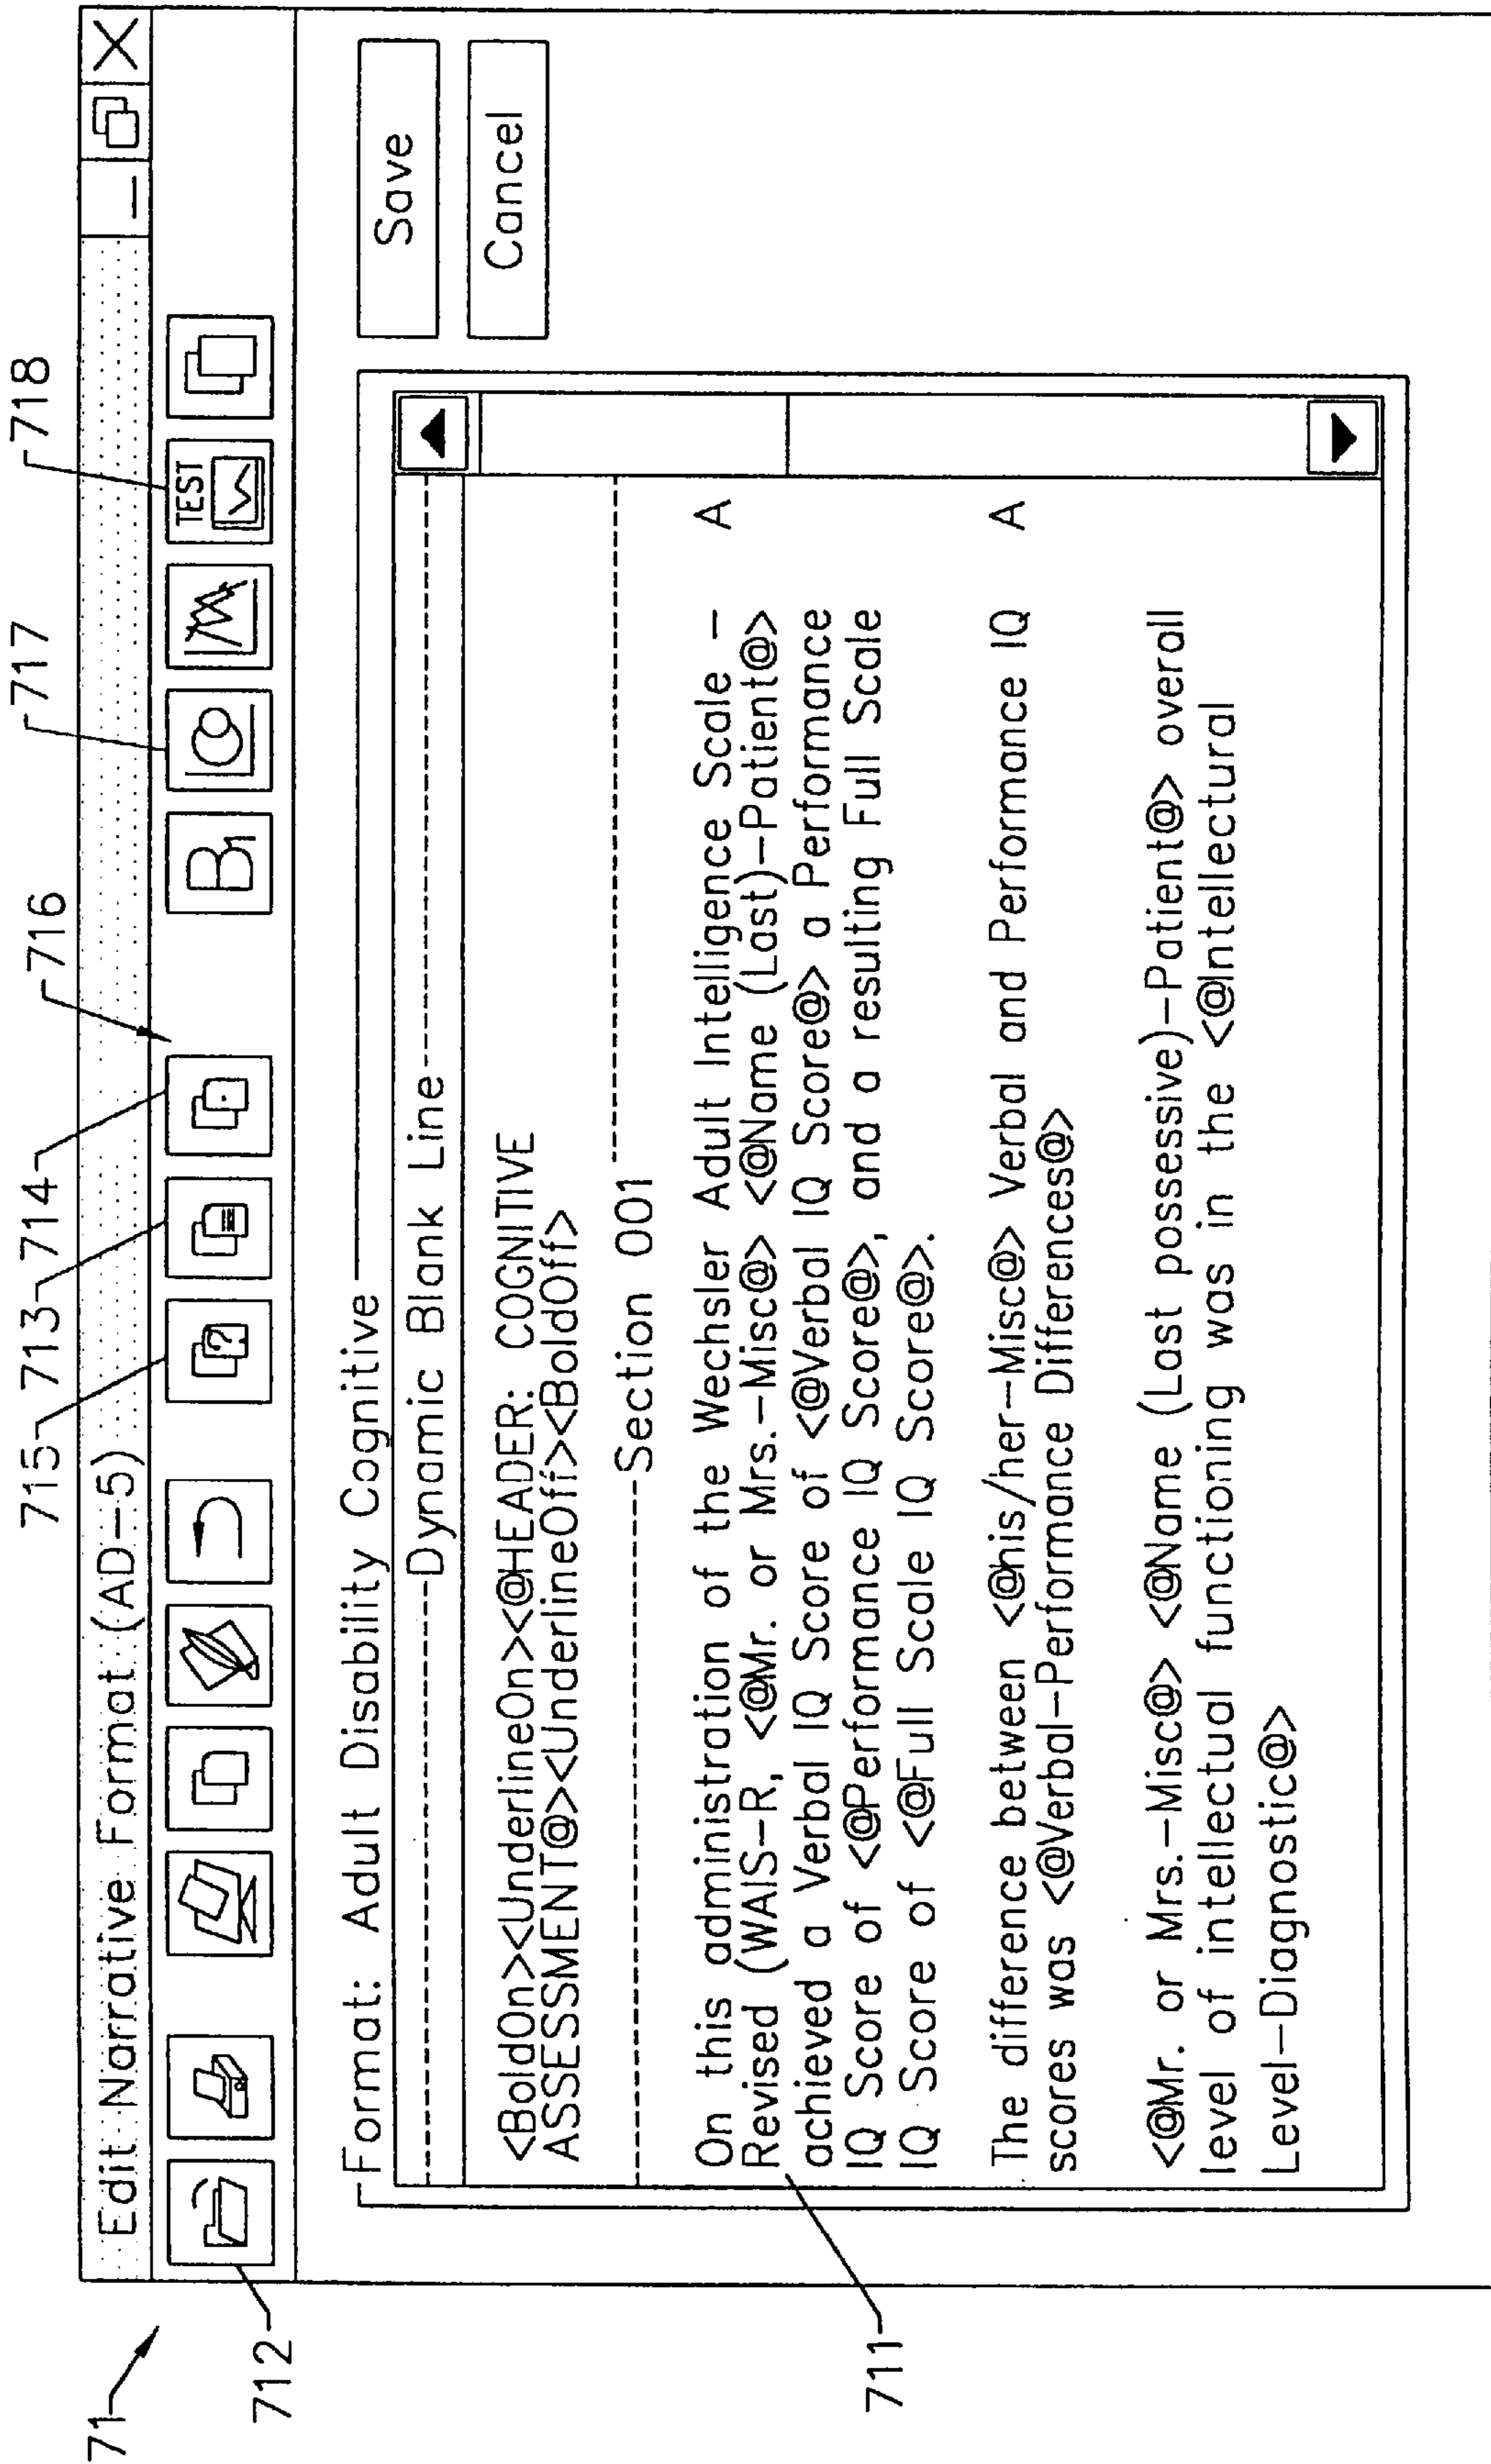 71
712
715
713
714
716
717
718
Edit Narrative Format (AD-5)
B1
TEST
Save
Cancel
Format: Adult Disability Cognitive
Dynamic Blank Line
<BoldOn><UnderlineOn><@HEADER: COGNITIVE
ASSESSMENT@><UnderlineOff><BoldOff>
Section 001
On this administration of the Wechsler Adult Intelligence Scale - A
Revised (WAIS-R, <@Mr. or Mrs.-Misc@> <@Name (Last)-Patient@>
achieved a Verbal IQ Score of <@Verbal IQ Score@> a Performance
IQ Score of <@Performance IQ Score@>, and a resulting Full Scale
IQ Score of <@Full Scale IQ Score@>.
The difference between <@his/her-Misc@> Verbal and Performance IQ A
scores was <@Verbal-Performance Differences@>
<@Mr. or Mrs.-Misc@> <@Name (Last possessive)-Patient@> overall
level of intellectual functioning was in the <@Intellectural
Level-Diagnostic@>
711